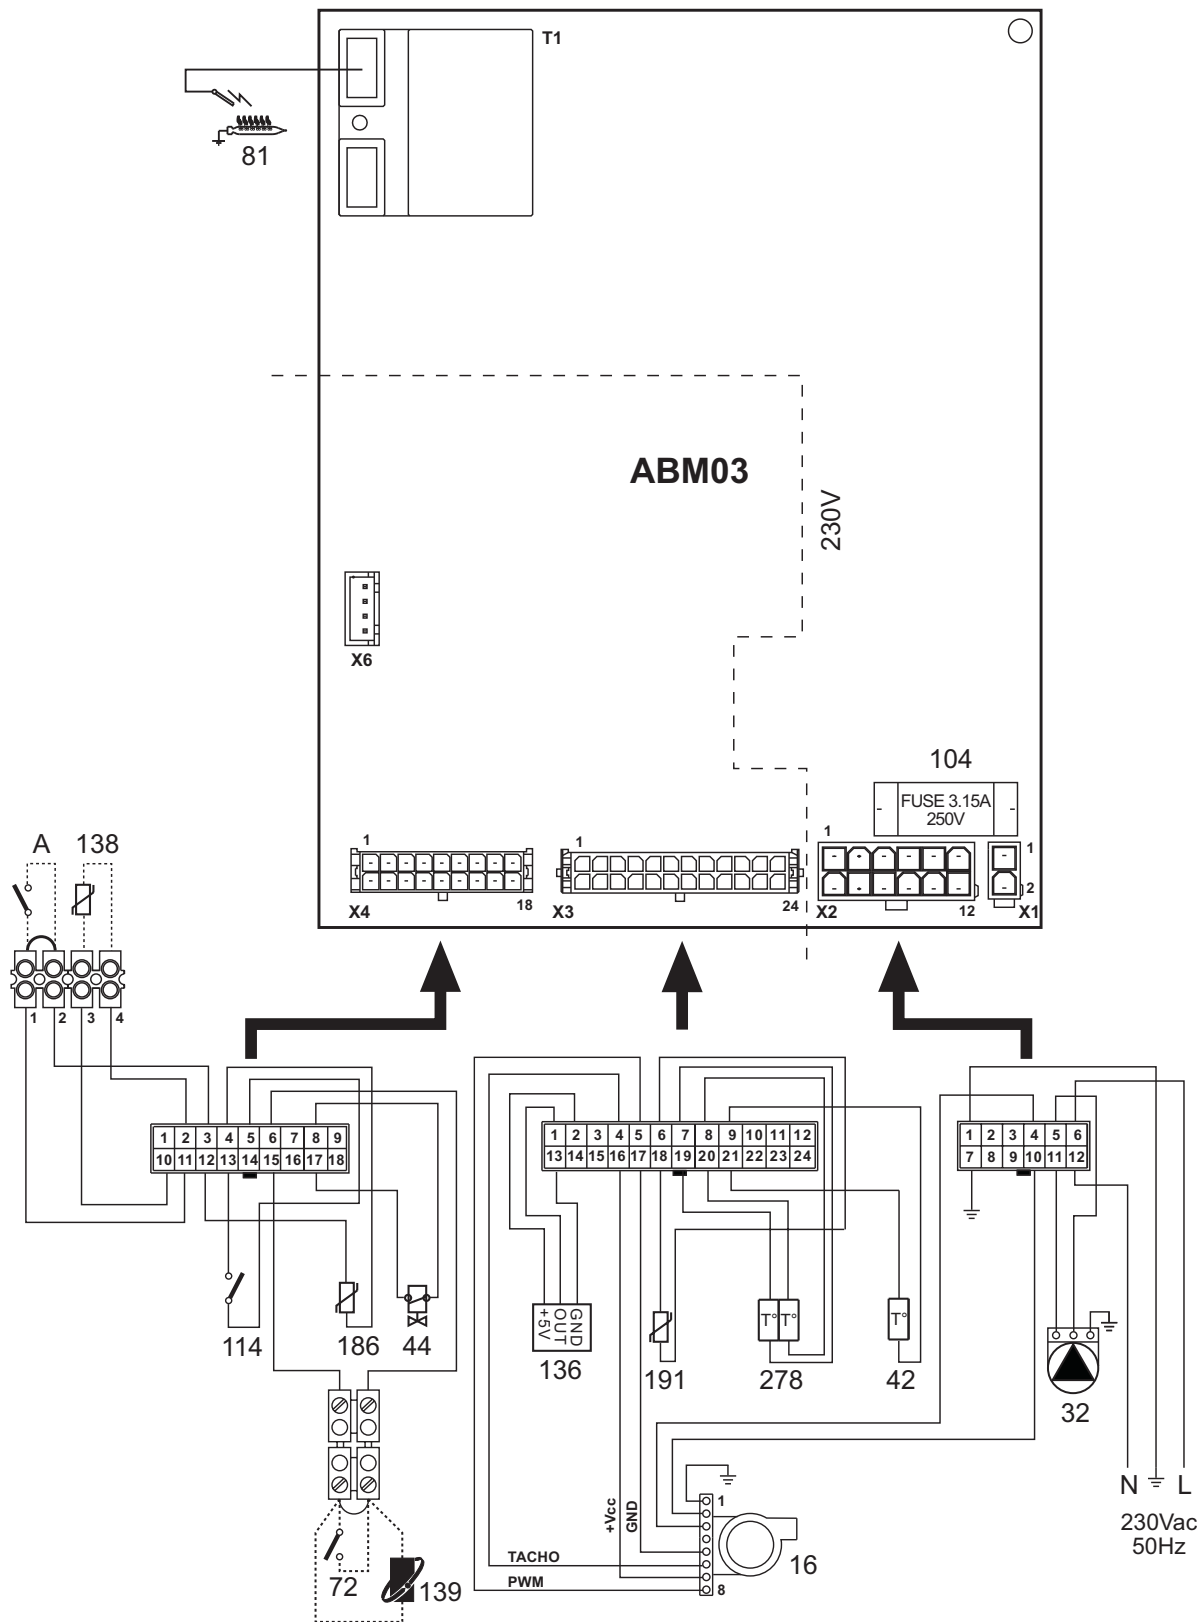 T1
81
ABM03
230V
X6
104
FUSE 3.15A
250V
1
18
X4
1
24
X3
1
12
X2
1
2
X1
A 138
1 2 3 4
1 2 3 4 5 6 7 8 9
10 11 12 13 14 15 16 17 18
1 2 3 4 5 6 7 8 9 10 11 12
13 14 15 16 17 18 19 20 21 22 23 24
1 2 3 4 5 6
7 8 9 10 11 12
114
186
44
+5V
OUT
GND
136
191
T° T°
278
T°
42
32
N L
230Vac
50Hz
+Vcc
GND
TACHO
PWM
1
8
16
72
139